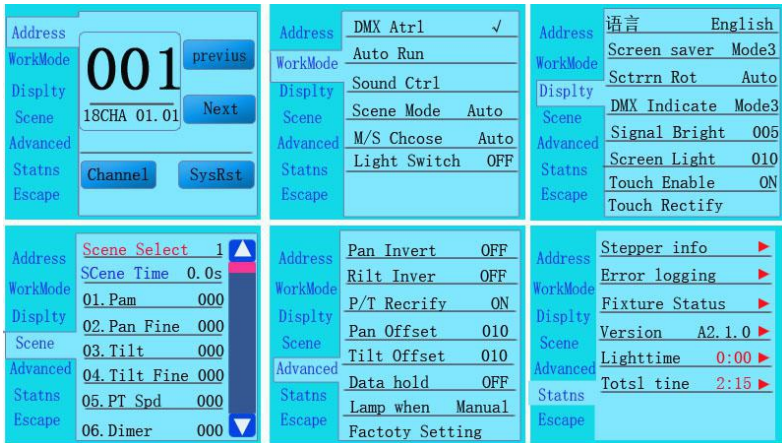 Address
WorkMode
Displty
Scene
Advanced
Statns
Escape
001
18CHA 01.01
previus
Next
Channel
SysRst
Address
WorkMode
Displty
Scene
Advanced
Statns
Escape
DMX Atrl √
Auto Run
Sound Ctrl
Scene Mode Auto
M/S Chcose Auto
Light Switch OFF
Address
WorkMode
Displty
Scene
Advanced
Statns
Escape
语言 English
Screen saver Mode3
Sctrrn Rot Auto
DMX Indicate Mode3
Signal Bright 005
Screen Light 010
Touch Enable ON
Touch Rectify
Address
WorkMode
Displty
Scene
Advanced
Statns
Escape
Scene Select 1
SCene Time 0.0s
01.Pam 000
02.Pan Fine 000
03.Tilt 000
04.Tilt Fine 000
05.PT Spd 000
06.Dimer 000
Address
WorkMode
Displty
Scene
Advanced
Statns
Escape
Pan Invert OFF
Rilt Inver OFF
P/T Recrify ON
Pan Offset 010
Tilt Offset 010
Data hold OFF
Lamp when Manual
Factoty Setting
Address
WorkMode
Displty
Scene
Advanced
Statns
Escape
Stepper info
Error logging
Fixture Status
Version A2.1.0
Lighttime 0:00
Totsl tine 2:15